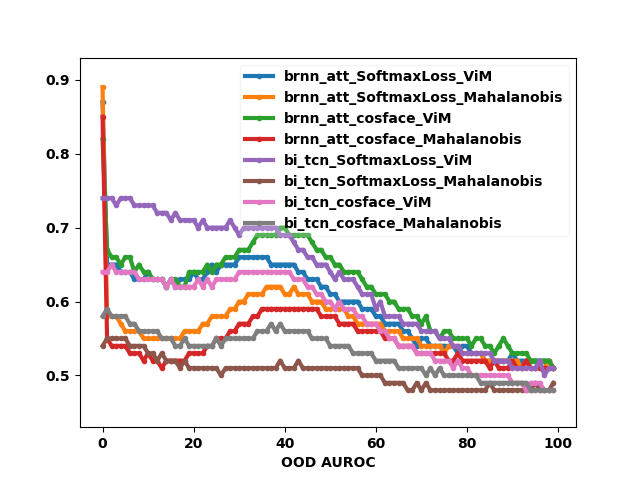 0.9
0.8
0.7
0.6
0.5
brnn_att_SoftmaxLoss_ViM
brnn_att_SoftmaxLoss_Mahalanobis
brnn_att_cosface_ViM
brnn_att_cosface_Mahalanobis
bi_tcn_SoftmaxLoss_ViM
bi_tcn_SoftmaxLoss_Mahalanobis
bi_tcn_cosface_ViM
bi_tcn_cosface_Mahalanobis
0 20 40 60 80 100
OOD AUROC